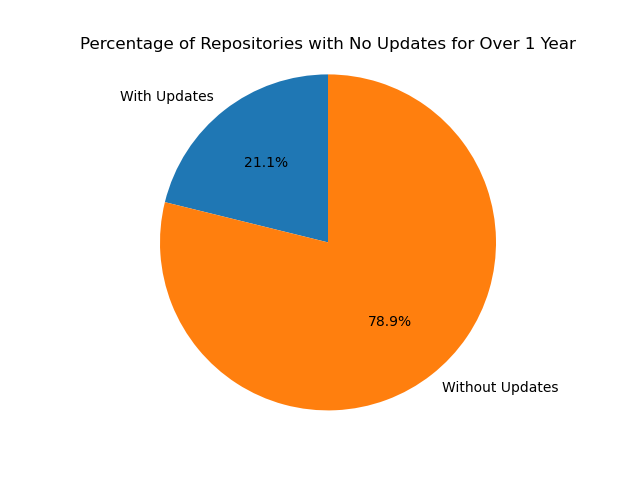 Percentage of Repositories with No Updates for Over 1 Year
With Updates
21.1%
78.9%
Without Updates